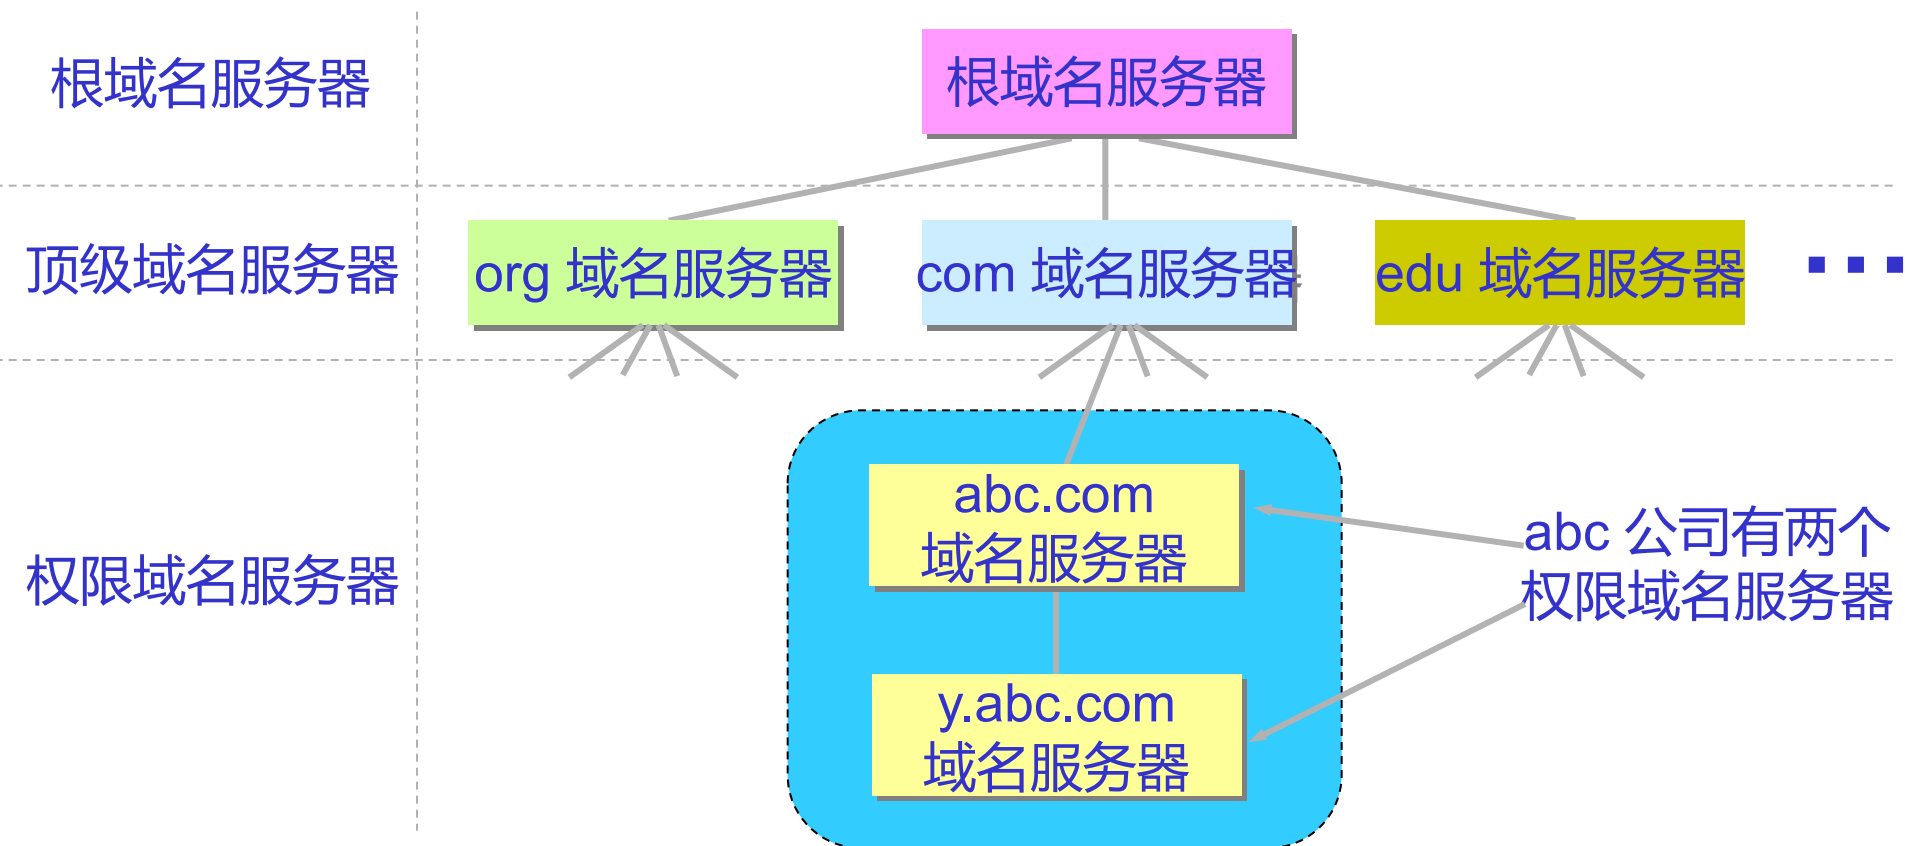 根域名服务器
根域名服务器
顶级域名服务器
org 域名服务器
com 域名服务器
edu 域名服务器
...
权限域名服务器
abc.com
域名服务器
y.abc.com
域名服务器
abc 公司有两个
权限域名服务器